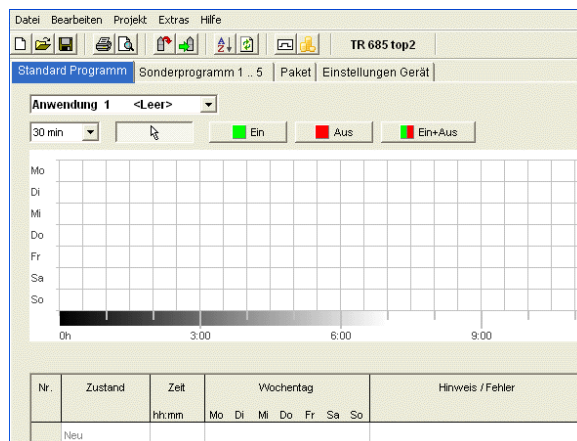 Datei Bearbeiten Projekt Extras Hilfe
TR 685 top2
Standard Programm Sonderprogramm 1 .. 5 Paket Einstellungen Gerät
Anwendung 1 <Leer>
30 min Ein Aus Ein+Aus
Mo
Di
Mi
Do
Fr
Sa
So
0h 3:00 6:00 9:00
Nr. Zustand Zeit Wochentag Hinweis / Fehler
hh:mm Mo Di Mi Do Fr Sa So
Neu